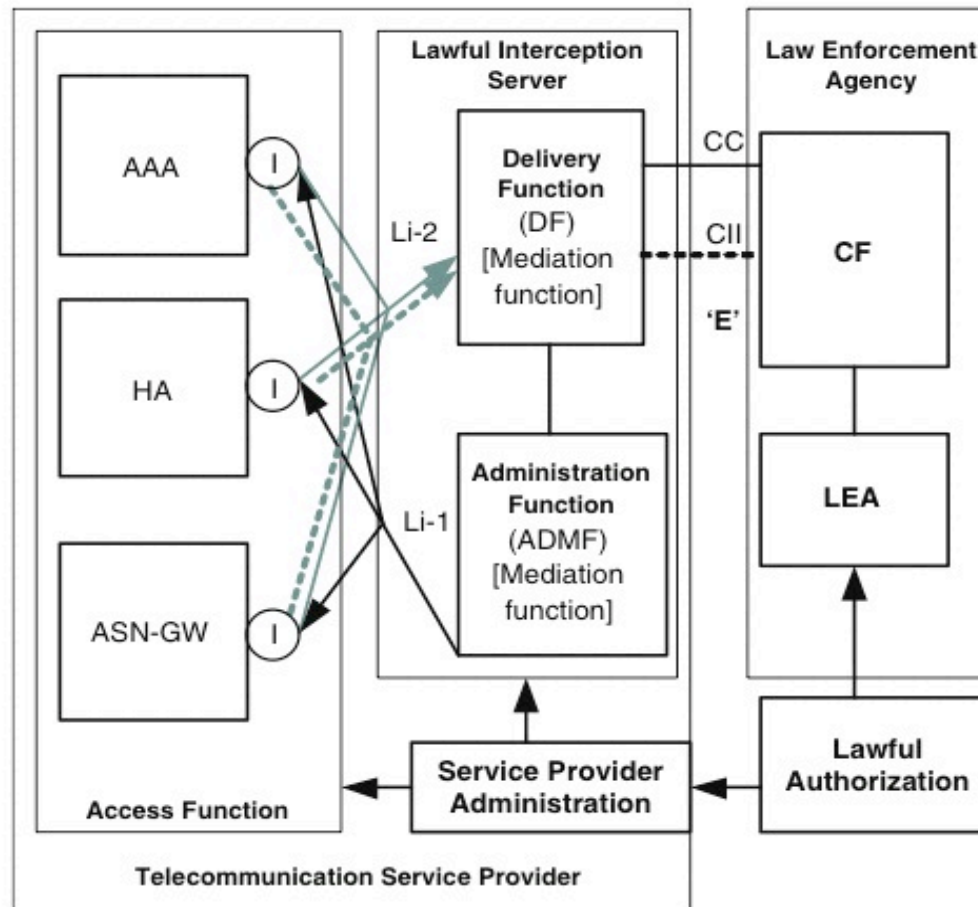 Lawful Interception
Server
Law Enforcement
Agency
AAA
I
HA
I
ASN-GW
I
Access Function
Li-2
Li-1
Delivery
Function
(DF)
[Mediation
function]
Administration
Function
(ADMF)
[Mediation
function]
CC
CII
‘E’
CF
LEA
Service Provider
Administration
Lawful
Authorization
Telecommunication Service Provider